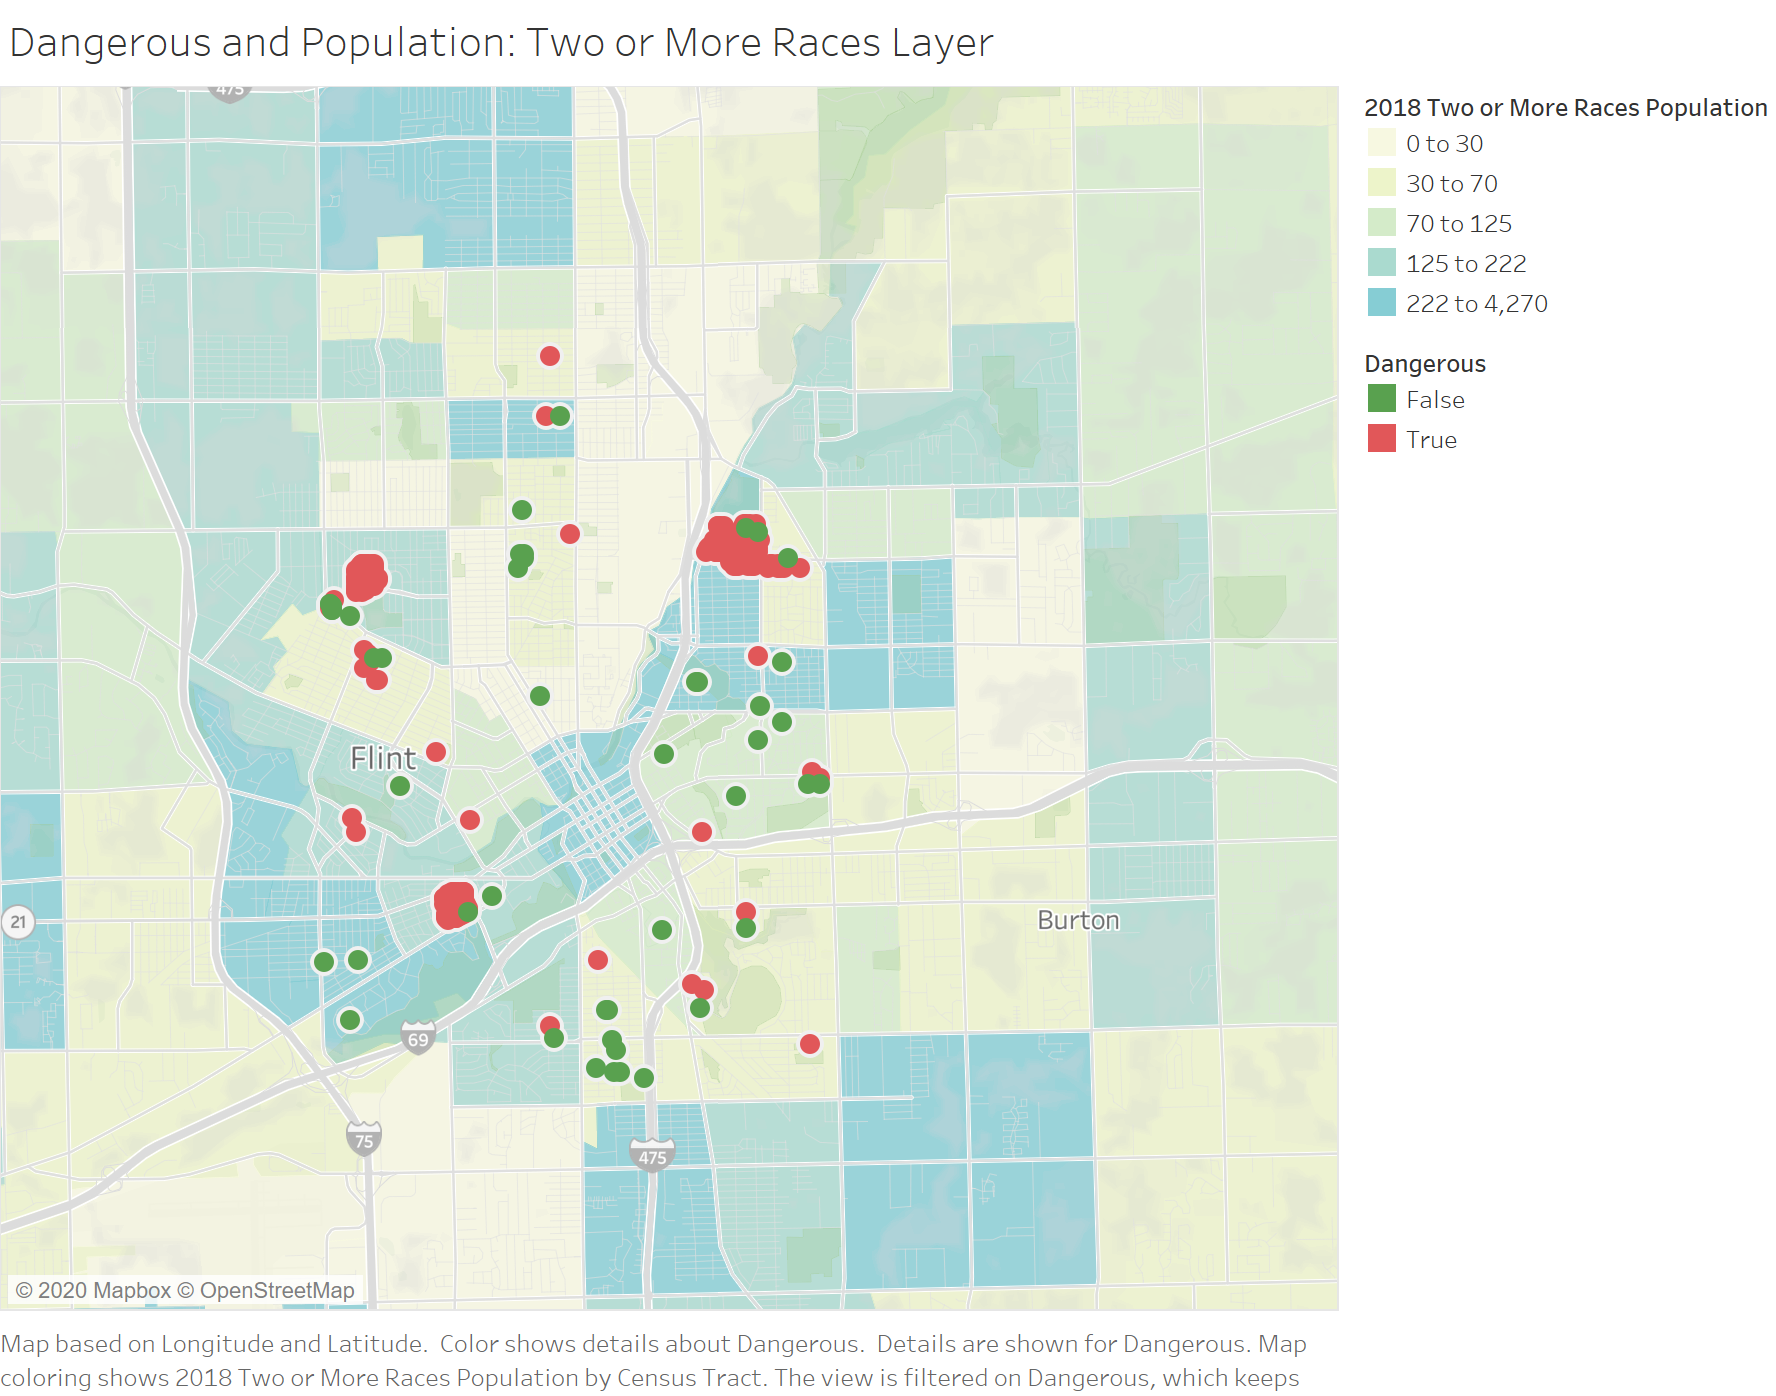 Dangerous and Population: Two or More Races Layer
475
2018 Two or More Races Population
0 to 30
30 to 70
70 to 125
125 to 222
222 to 4,270
Dangerous
False
True
Flint
21
Burton
69
75
475
© 2020 Mapbox © OpenStreetMap
Map based on Longitude and Latitude.  Color shows details about Dangerous.  Details are shown for Dangerous. Map
coloring shows 2018 Two or More Races Population by Census Tract. The view is filtered on Dangerous, which keeps